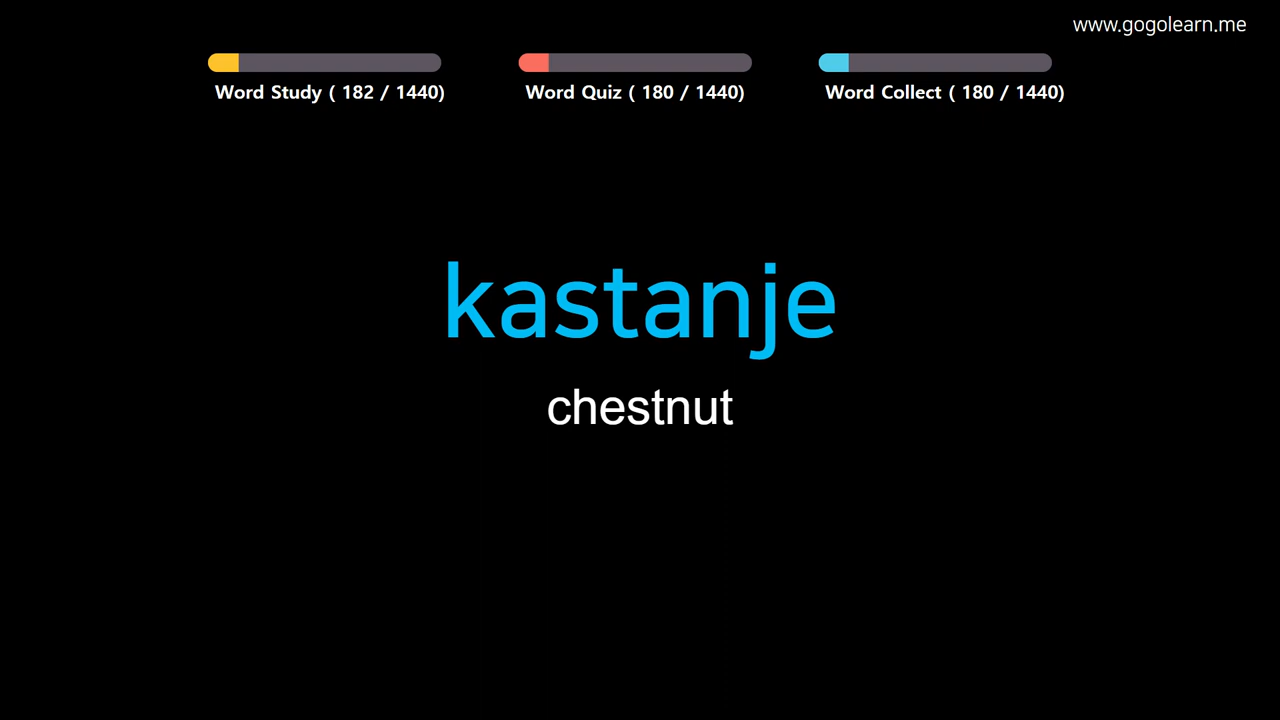 www.gogolearn.me
Word Study ( 182 / 1440)
Word Quiz ( 180 / 1440)
Word Collect ( 180 / 1440)
kastanje
chestnut